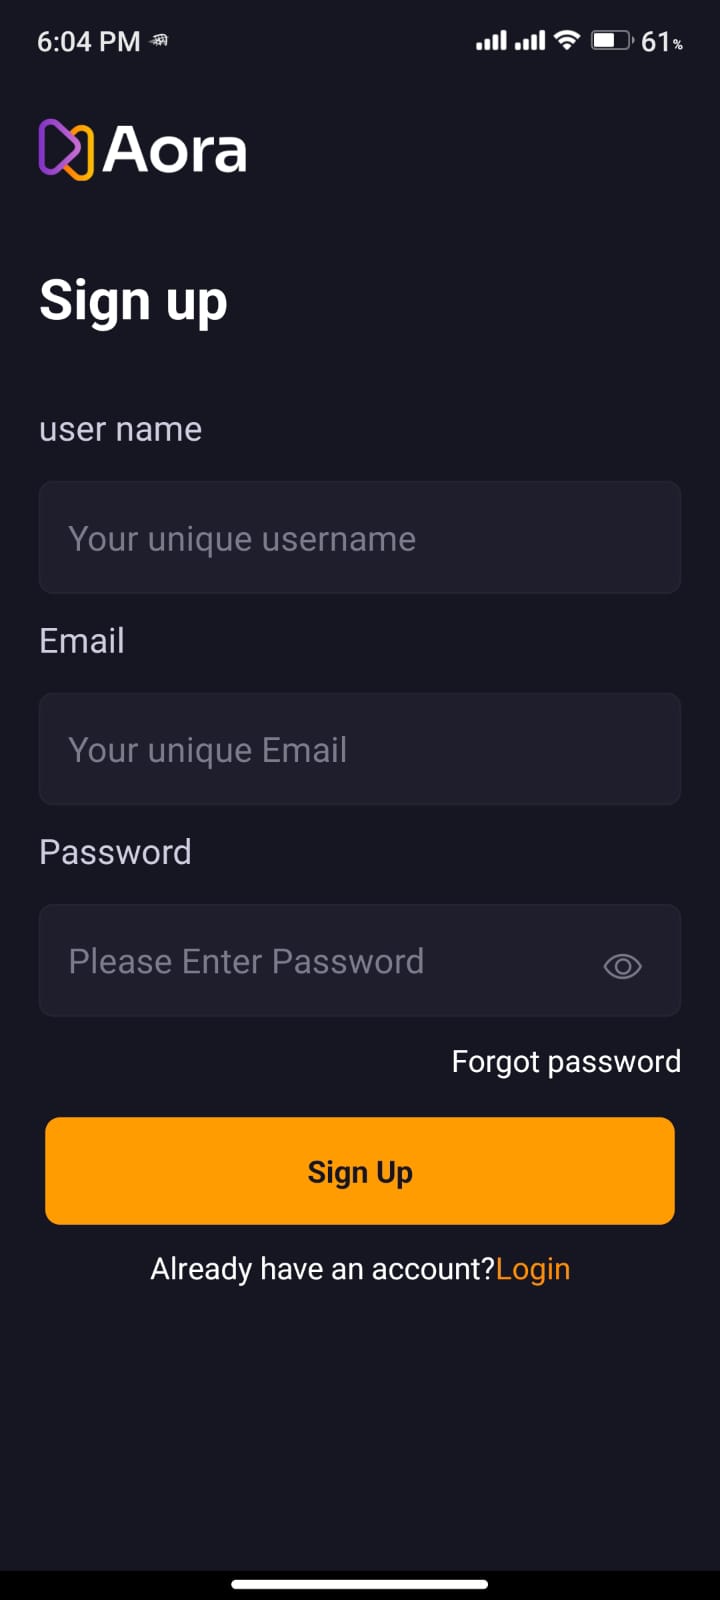 6:04 PM 61%
Aora
Sign up
user name
Your unique username
Email
Your unique Email
Password
Please Enter Password
Forgot password
Sign Up
Already have an account?Login